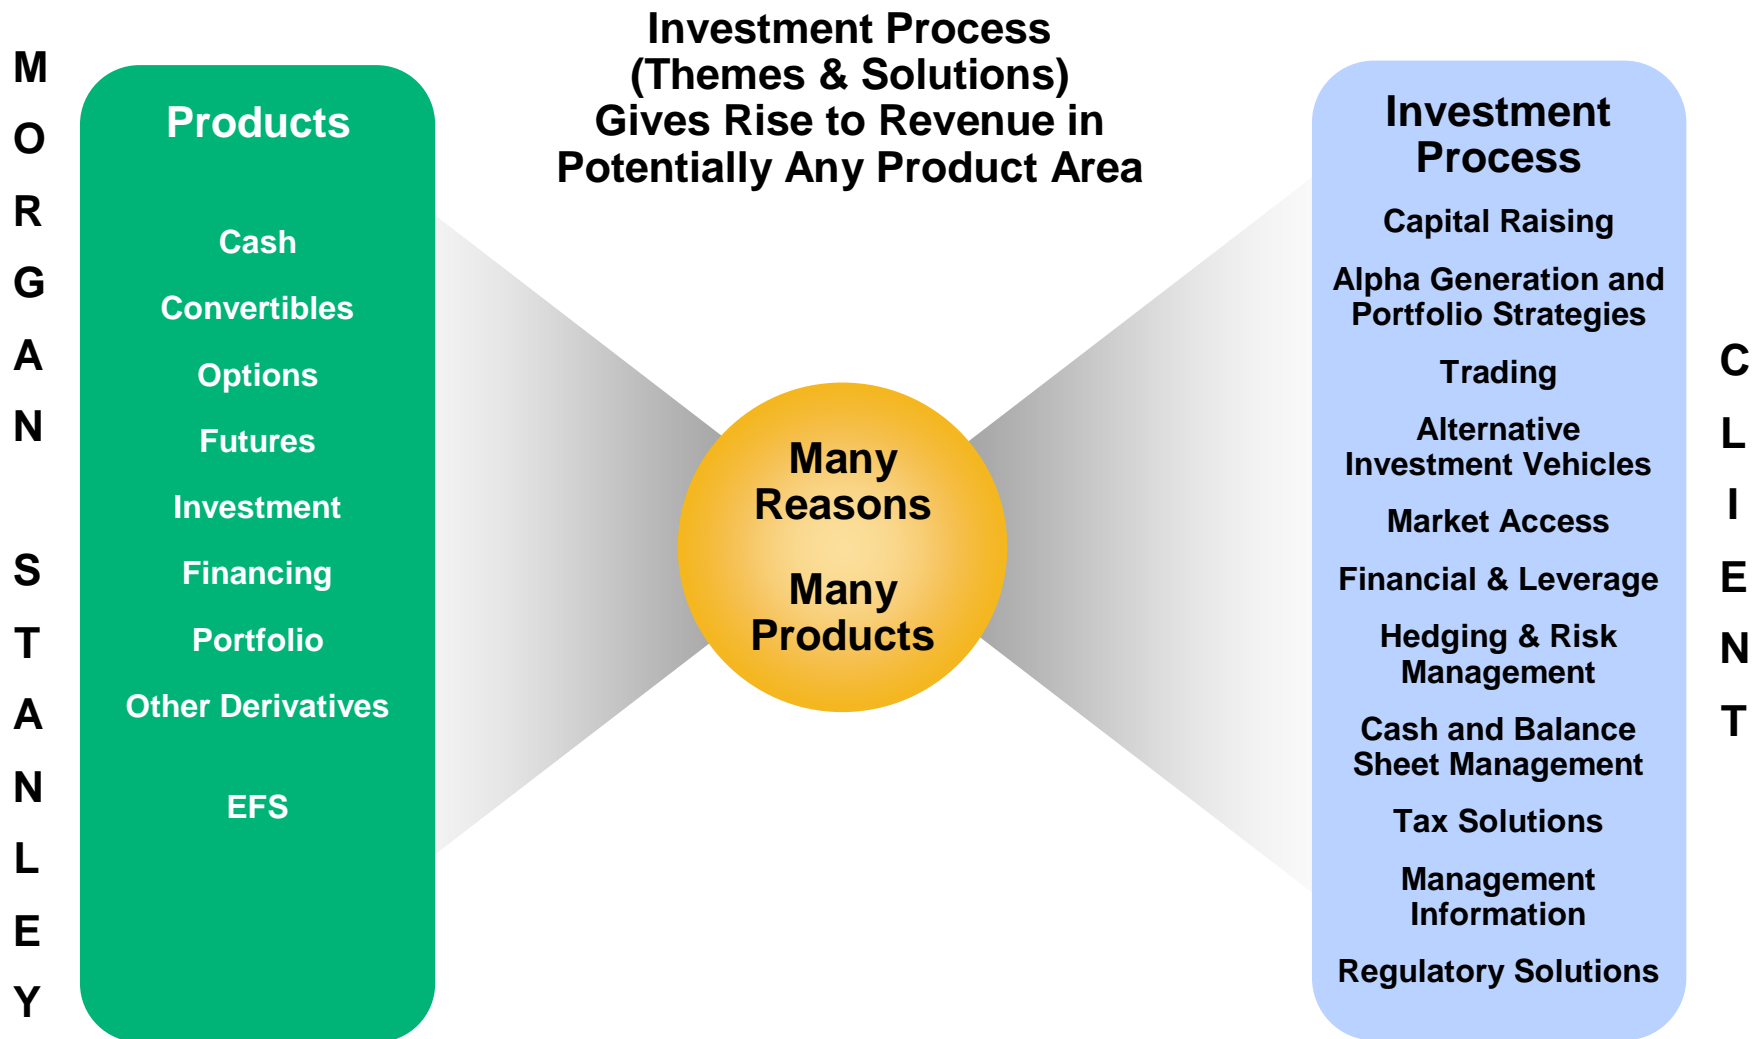 Investment Process
(Themes & Solutions)
Gives Rise to Revenue in
Potentially Any Product Area
MORGAN STANLEY
Products
Cash
Convertibles
Options
Futures
Investment
Financing
Portfolio
Other Derivatives
EFS
Many
Reasons
Many
Products
Investment
Process
Capital Raising
Alpha Generation and
Portfolio Strategies
Trading
Alternative
Investment Vehicles
Market Access
Financial & Leverage
Hedging & Risk
Management
Cash and Balance
Sheet Management
Tax Solutions
Management
Information
Regulatory Solutions
CLIENT